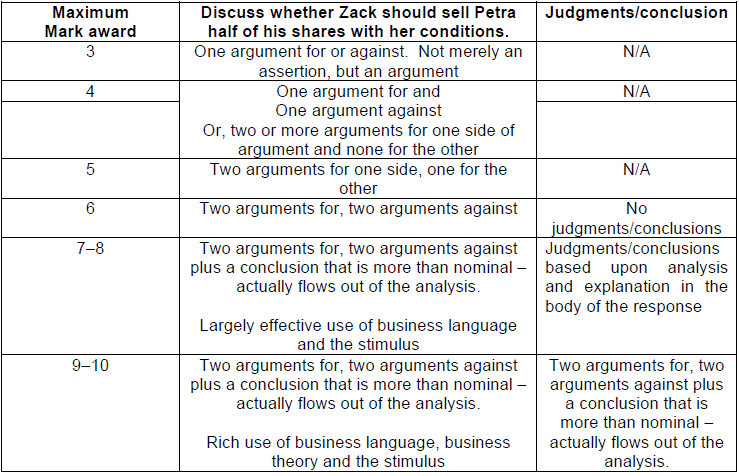 Maximum
Mark award
Discuss whether Zack should sell Petra
half of his shares with her conditions.
Judgments/conclusion
3
One argument for or against.  Not merely an
assertion, but an argument
N/A
4
One argument for and
One argument against
Or, two or more arguments for one side of
argument and none for the other
N/A
5
Two arguments for one side, one for the
other
N/A
6
Two arguments for, two arguments against
No
judgments/conclusions
7–8
Two arguments for, two arguments against
plus a conclusion that is more than nominal –
actually flows out of the analysis.
Largely effective use of business language
and the stimulus
Judgments/conclusions
based upon analysis
and explanation in the
body of the response
9–10
Two arguments for, two arguments against
plus a conclusion that is more than nominal –
actually flows out of the analysis.
Rich use of business language, business
theory and the stimulus
Two arguments for, two
arguments against plus
a conclusion that is
more than nominal –
actually flows out of the
analysis.